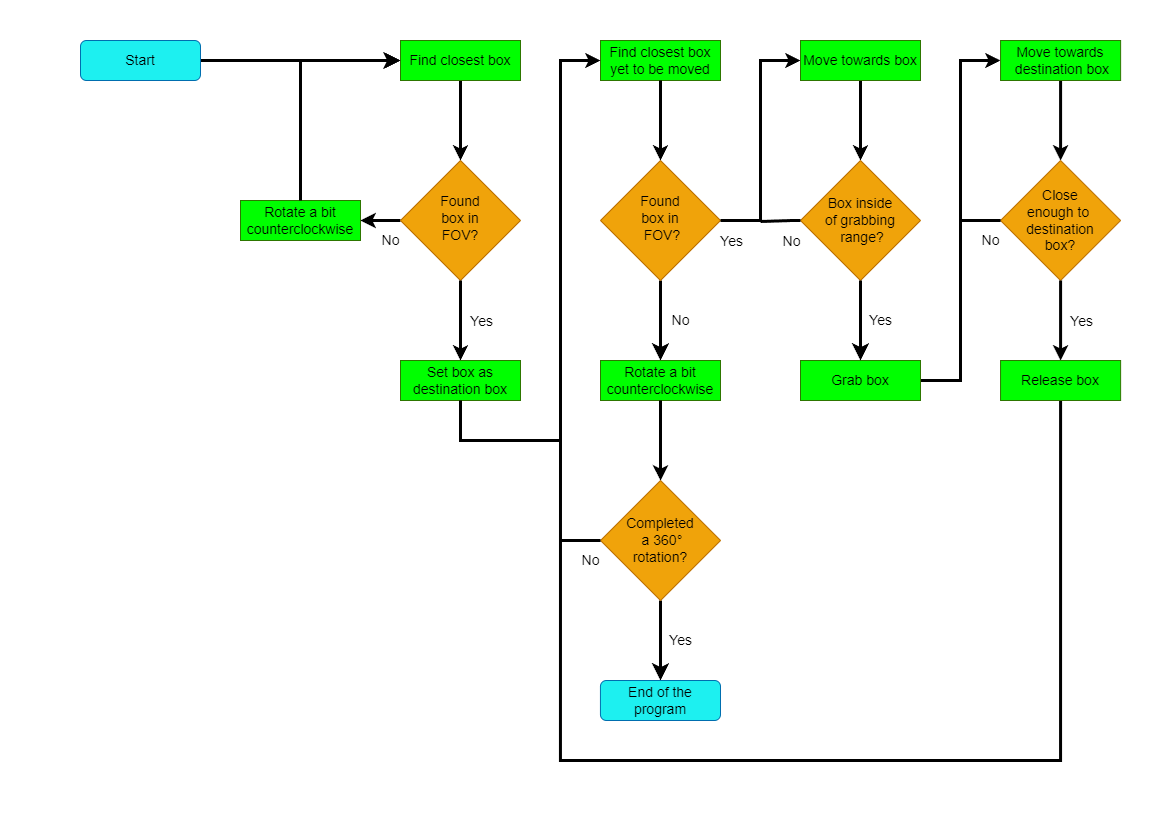 Start
Find closest box
Find closest box
yet to be moved
Move towards box
Move towards
destination box
Rotate a bit
counterclockwise
No
Found
box in
FOV?
Found
box in
FOV?
Yes
No
Box inside
of grabbing
range?
No
Close
enough to
destination
box?
Yes
No
Yes
Yes
Set box as
destination box
Rotate a bit
counterclockwise
Grab box
Release box
Completed
a 360°
rotation?
No
Yes
End of the
program